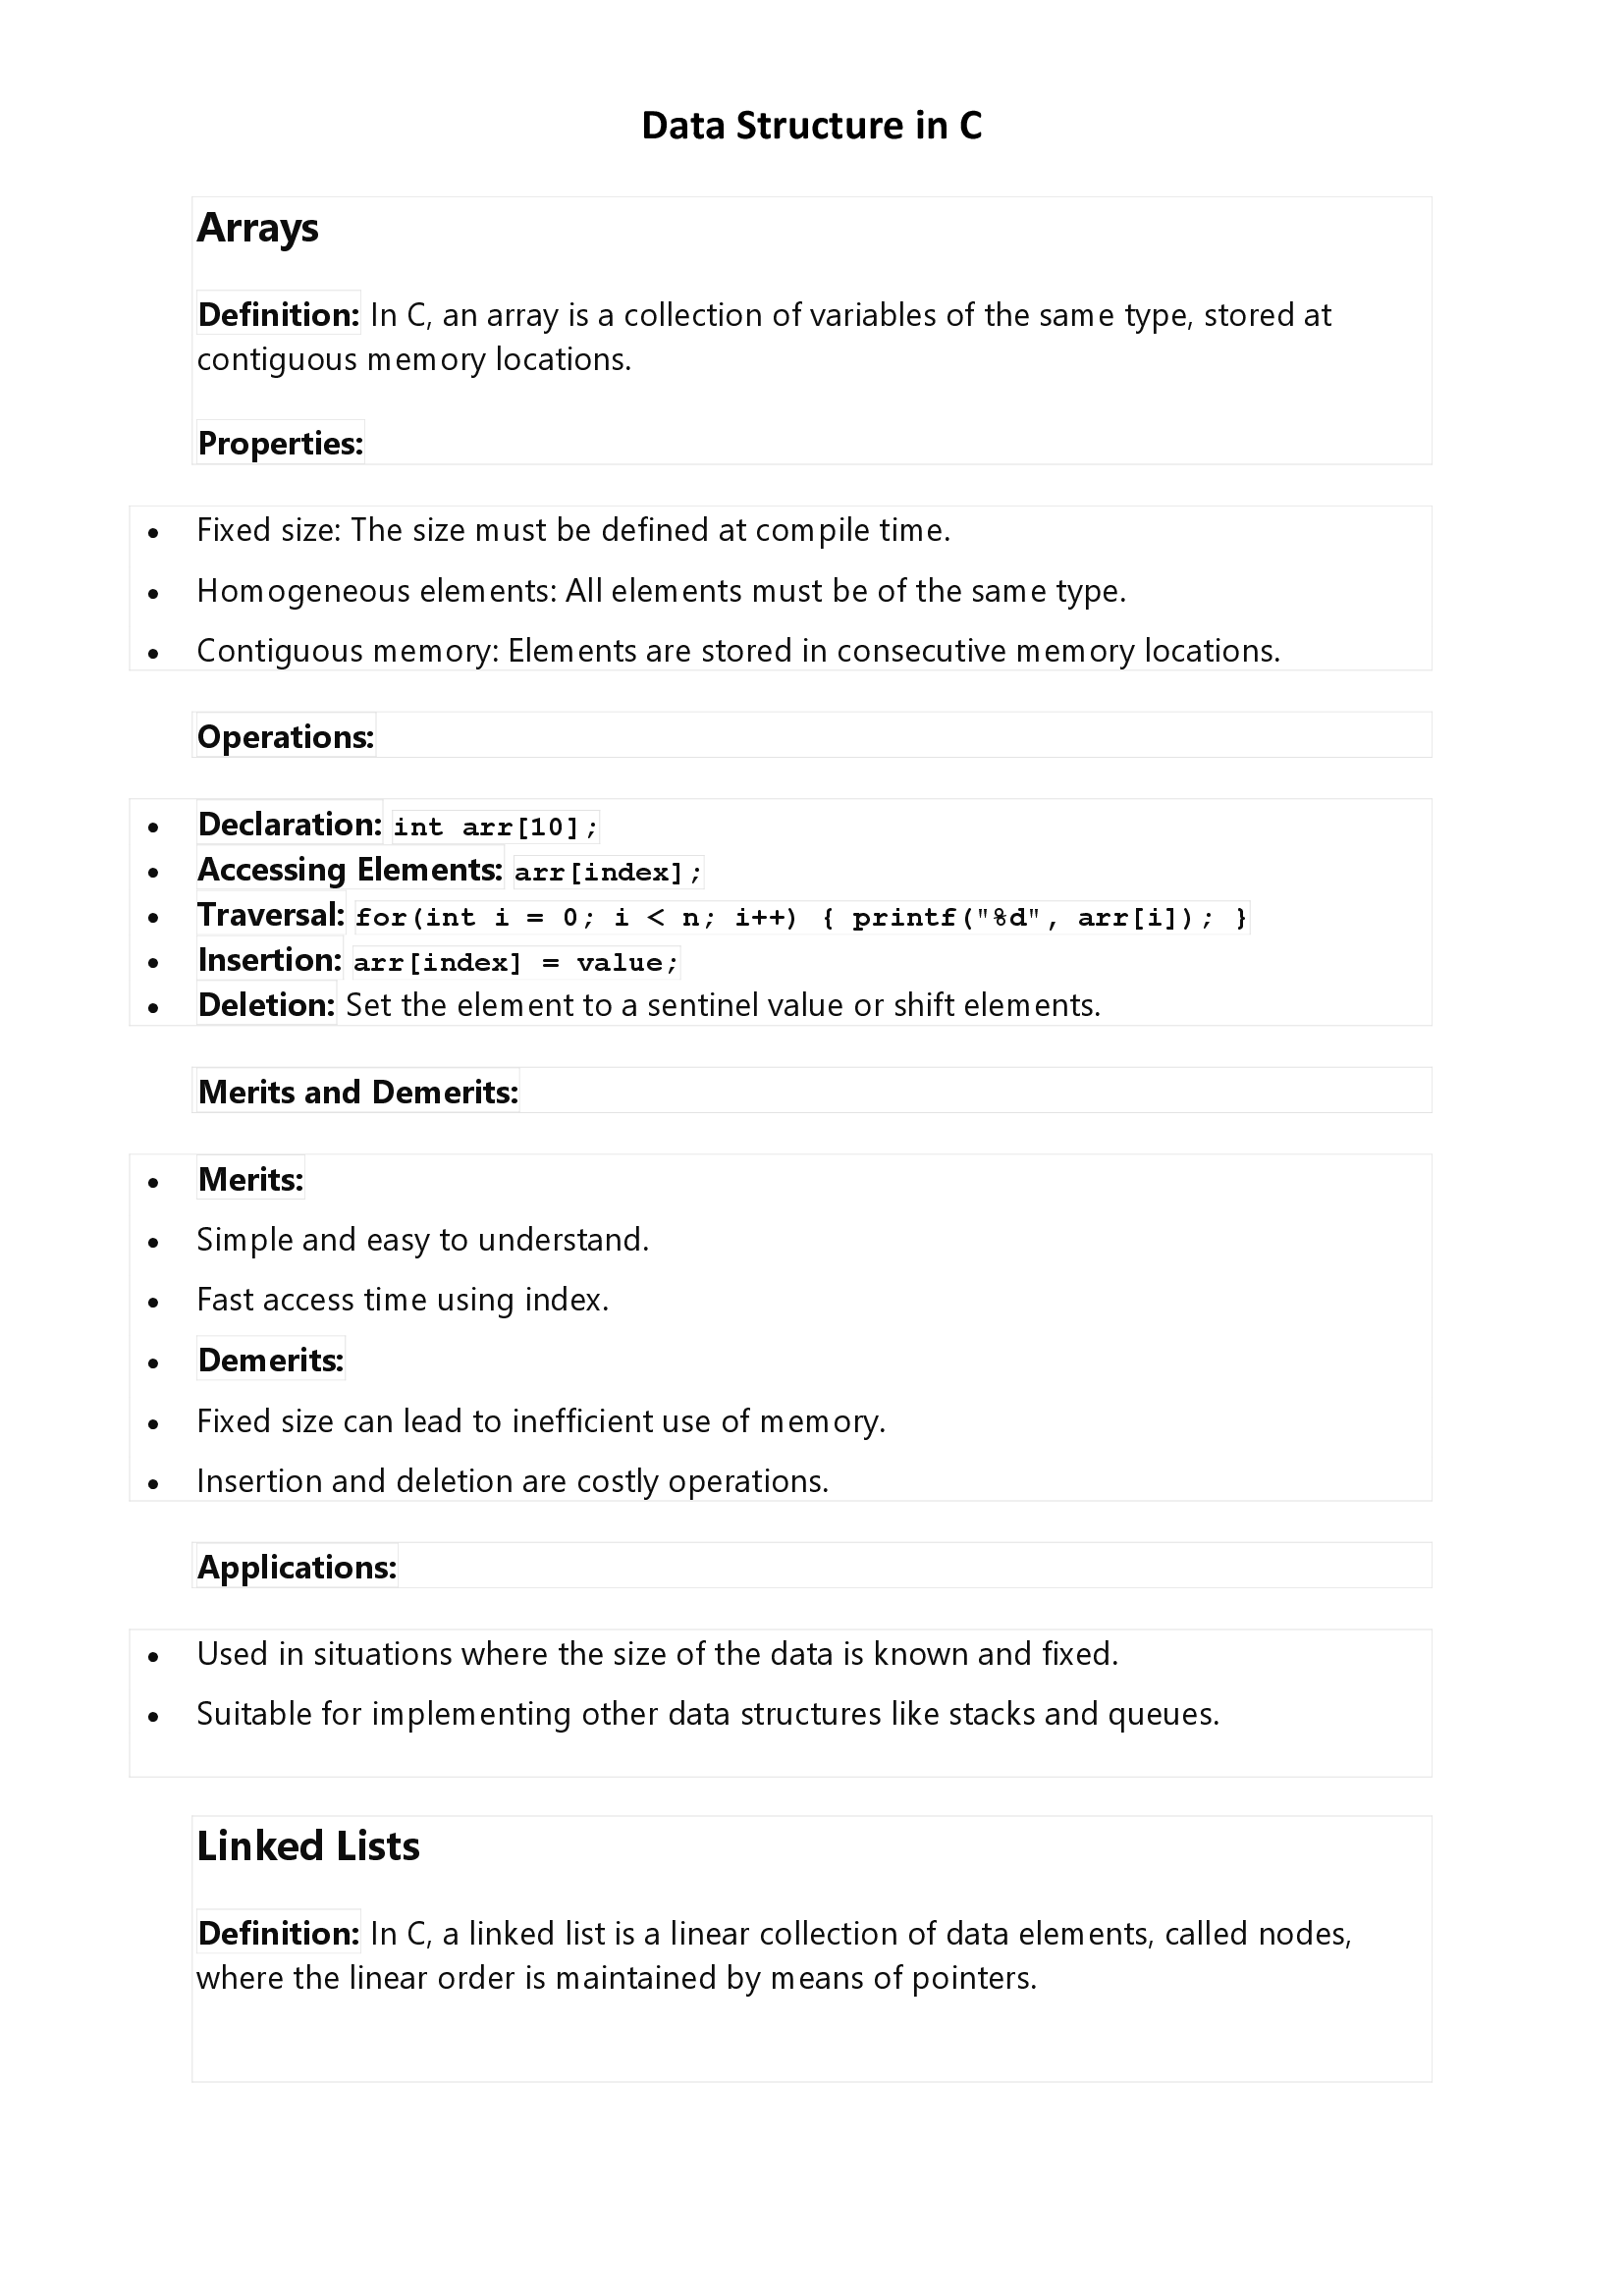 Data Structure in C
Arrays
Definition: In C, an array is a collection of variables of the same type, stored at
contiguous memory locations.
Properties:
• Fixed size: The size must be defined at compile time.
• Homogeneous elements: All elements must be of the same type.
• Contiguous memory: Elements are stored in consecutive memory locations.
Operations:
• Declaration: int arr[10];
• Accessing Elements: arr[index];
• Traversal: for(int i = 0; i < n; i++) { printf("%d", arr[i]); }
• Insertion: arr[index] = value;
• Deletion: Set the element to a sentinel value or shift elements.
Merits and Demerits:
• Merits:
• Simple and easy to understand.
• Fast access time using index.
• Demerits:
• Fixed size can lead to inefficient use of memory.
• Insertion and deletion are costly operations.
Applications:
• Used in situations where the size of the data is known and fixed.
• Suitable for implementing other data structures like stacks and queues.
Linked Lists
Definition: In C, a linked list is a linear collection of data elements, called nodes,
where the linear order is maintained by means of pointers.